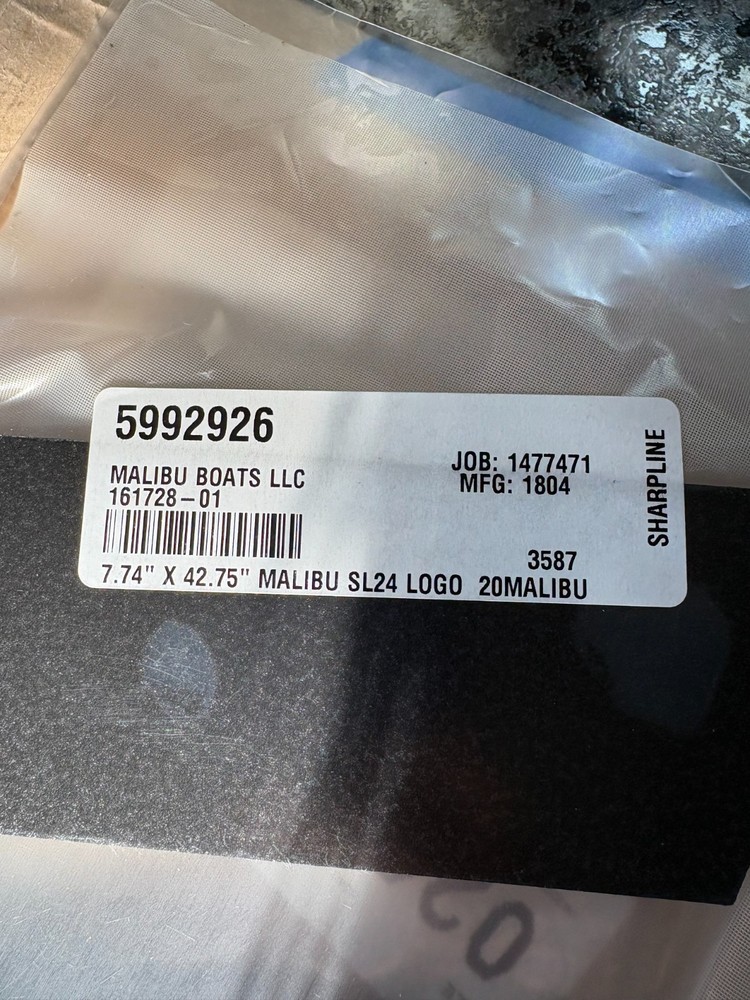 5992926
MALIBU BOATS LLC
161728-01
JOB: 1477471
MFG: 1804
3587
7.74" X 42.75" MALIBU SL24 LOGO 20MALIBU
SHARPLINE